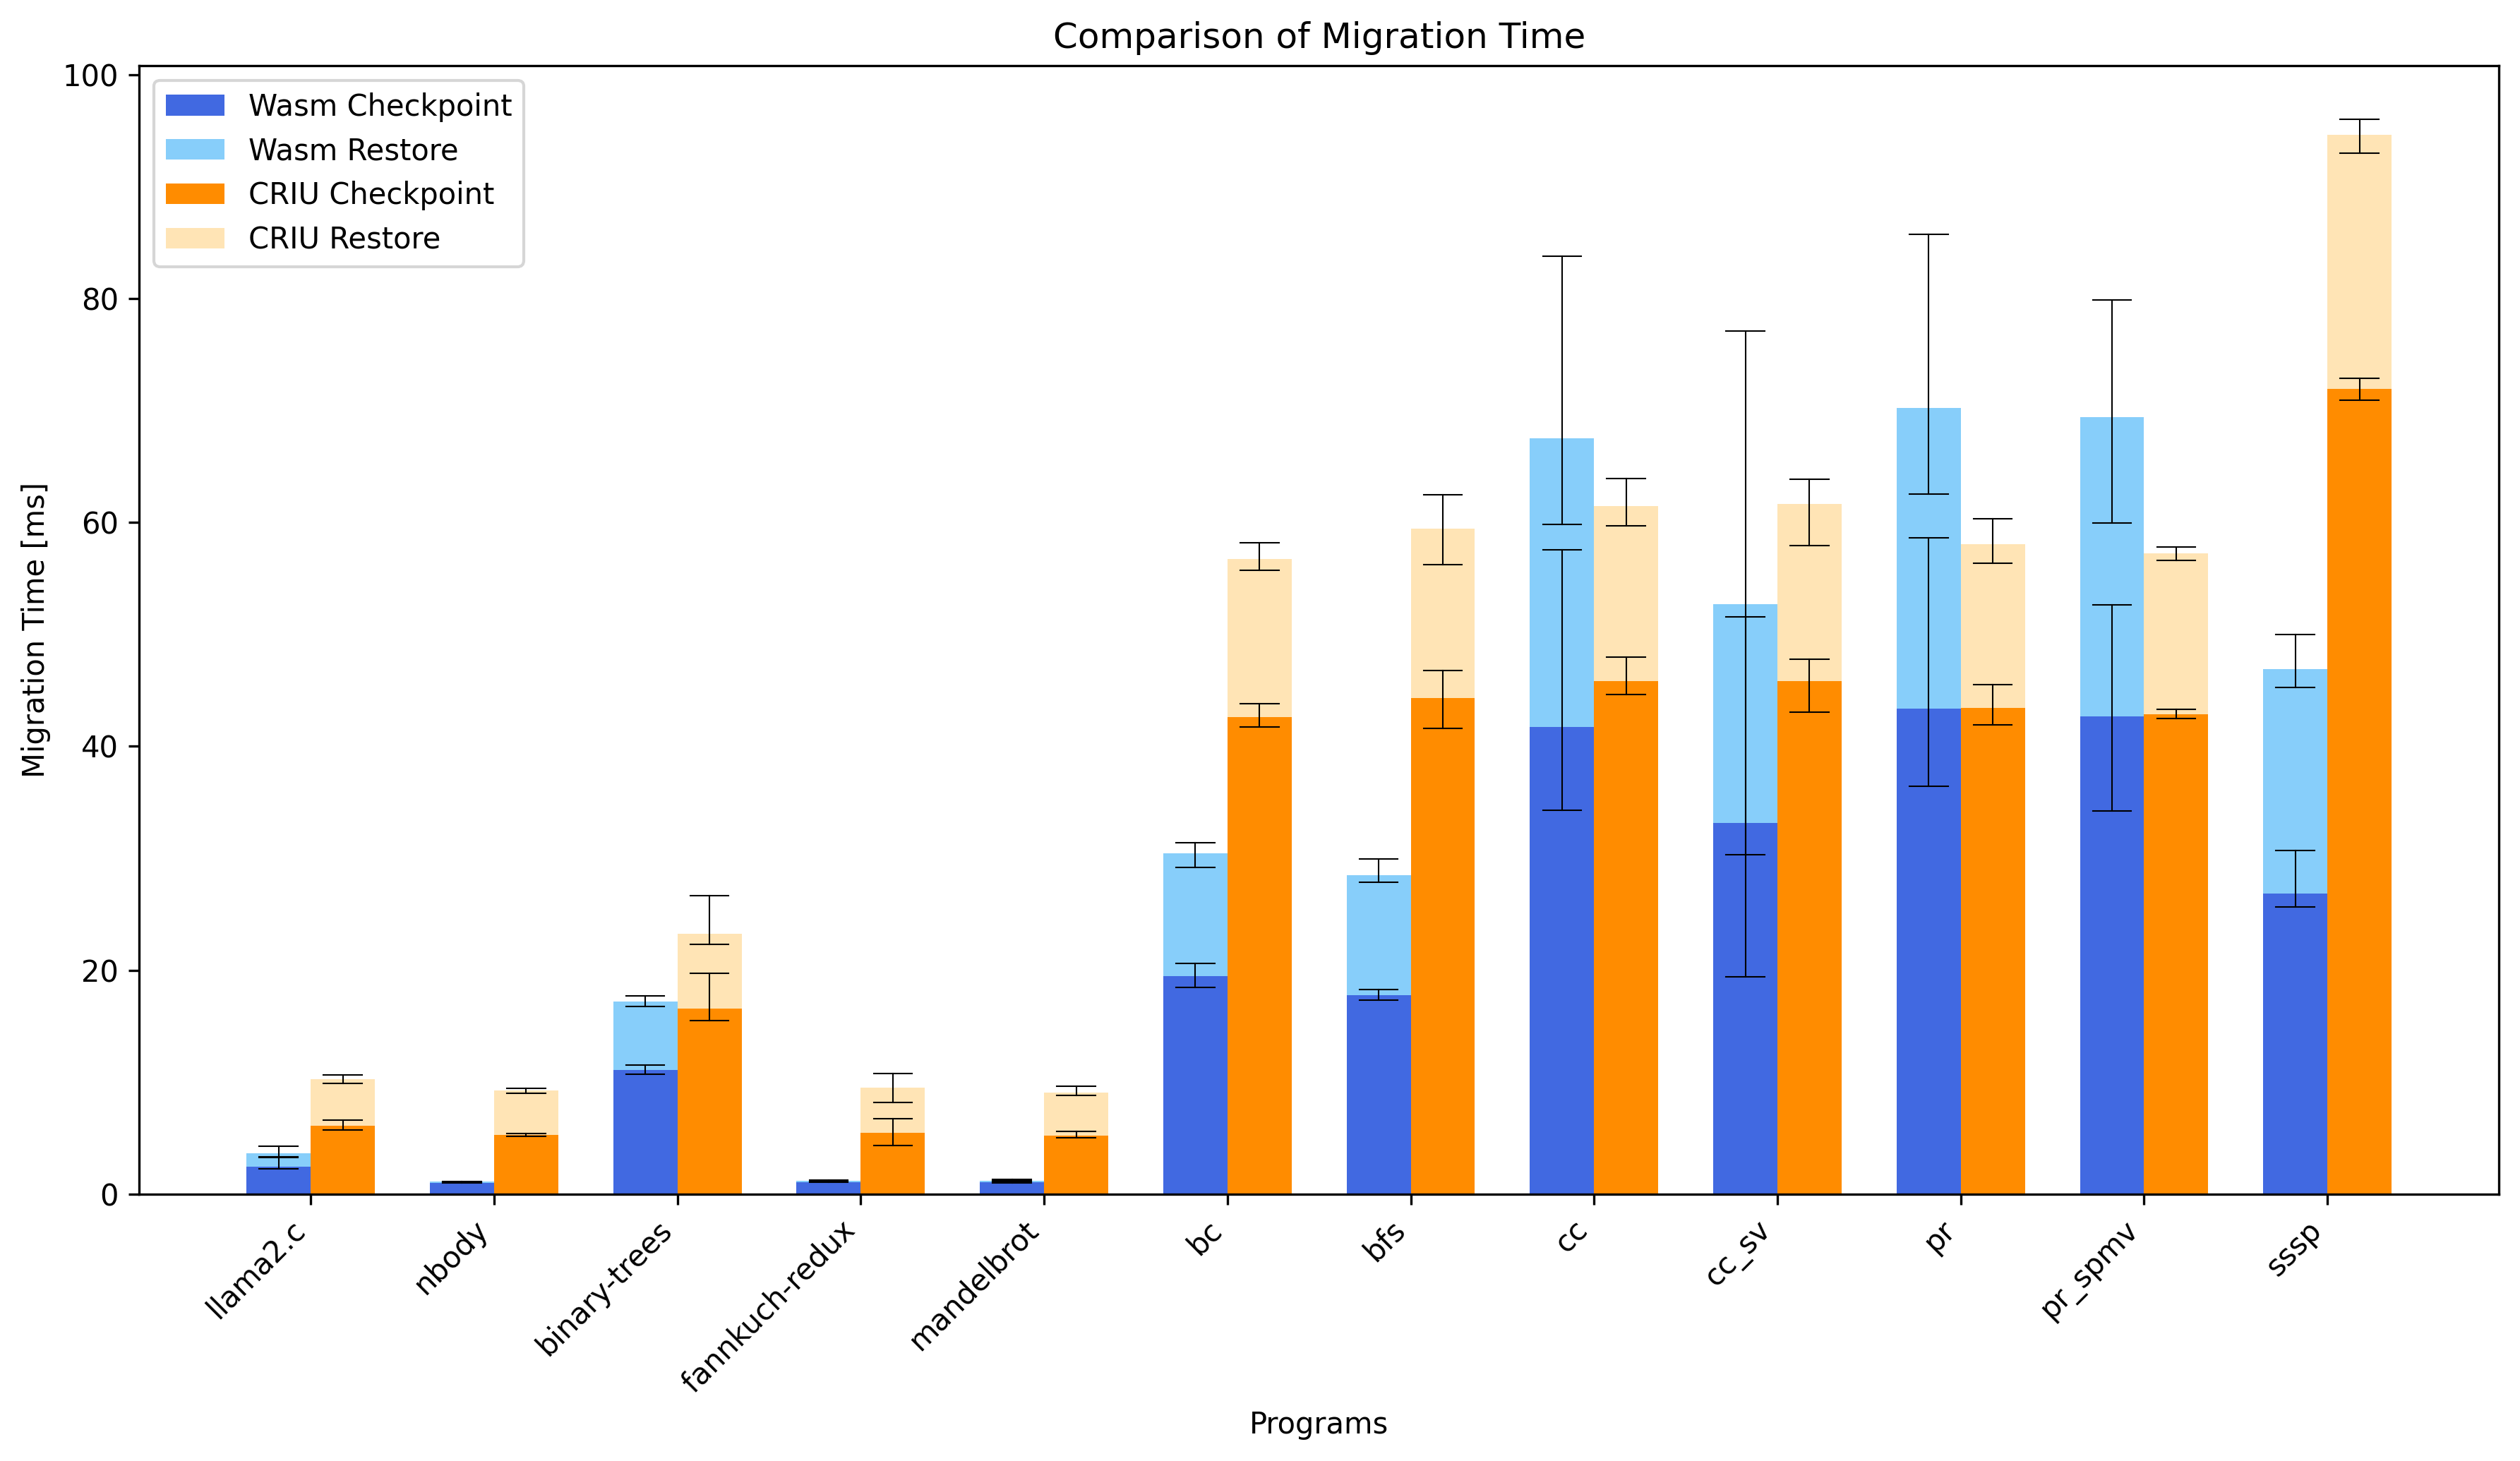 Comparison of Migration Time
100
80
60
40
20
0
Migration Time [ms]
Wasm Checkpoint
Wasm Restore
CRIU Checkpoint
CRIU Restore
llama2.c
nbody
binary-trees
fannkuch-redux
mandelbrot
bc
bfs
cc
cc_sv
pr
pr_spmv
sssp
Programs